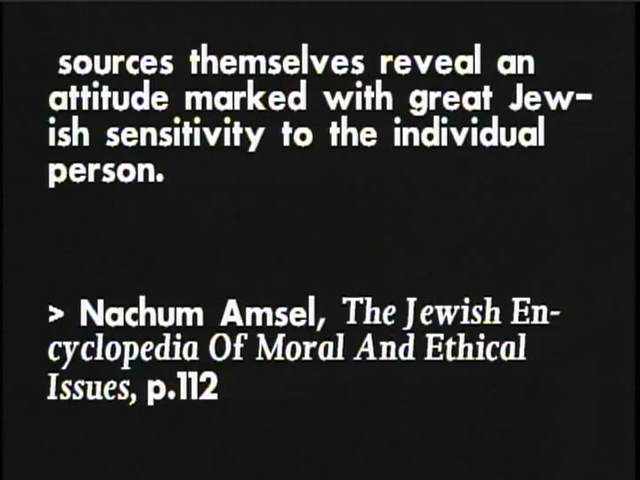 sources themselves reveal an
attitude marked with great Jew-
ish sensitivity to the individual
person.
> Nachum Amsel, The Jewish En-
cyclopedia Of Moral And Ethical
Issues, p.112